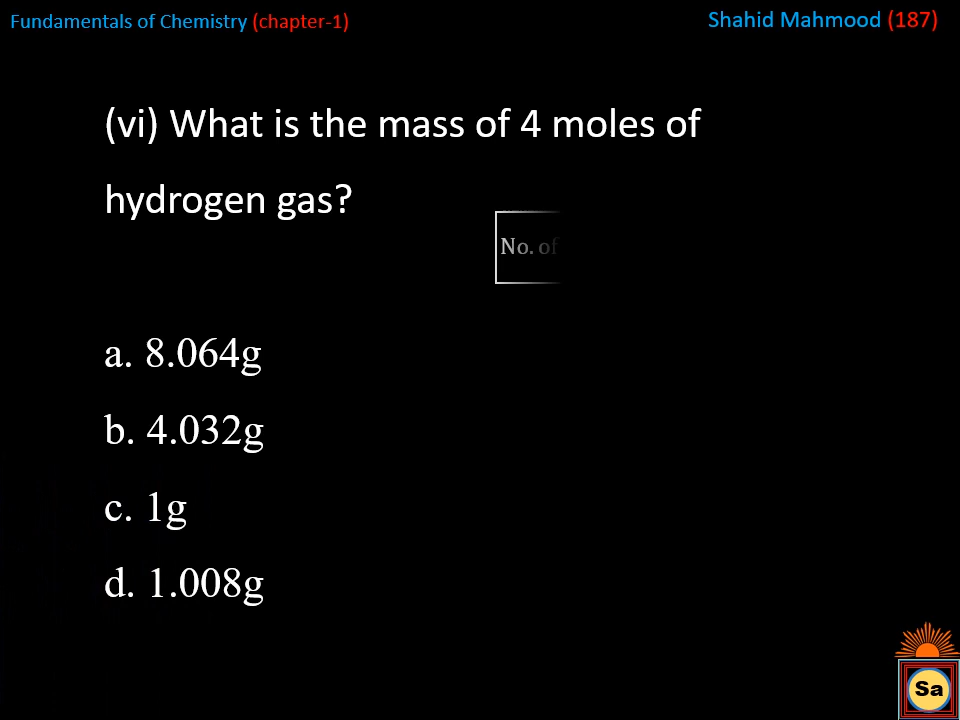 Fundamentals of Chemistry (chapter-1)
Shahid Mahmood (187)
(vi) What is the mass of 4 moles of
hydrogen gas?
No. of
a. 8.064g
b. 4.032g
c. 1g
d. 1.008g
Sa